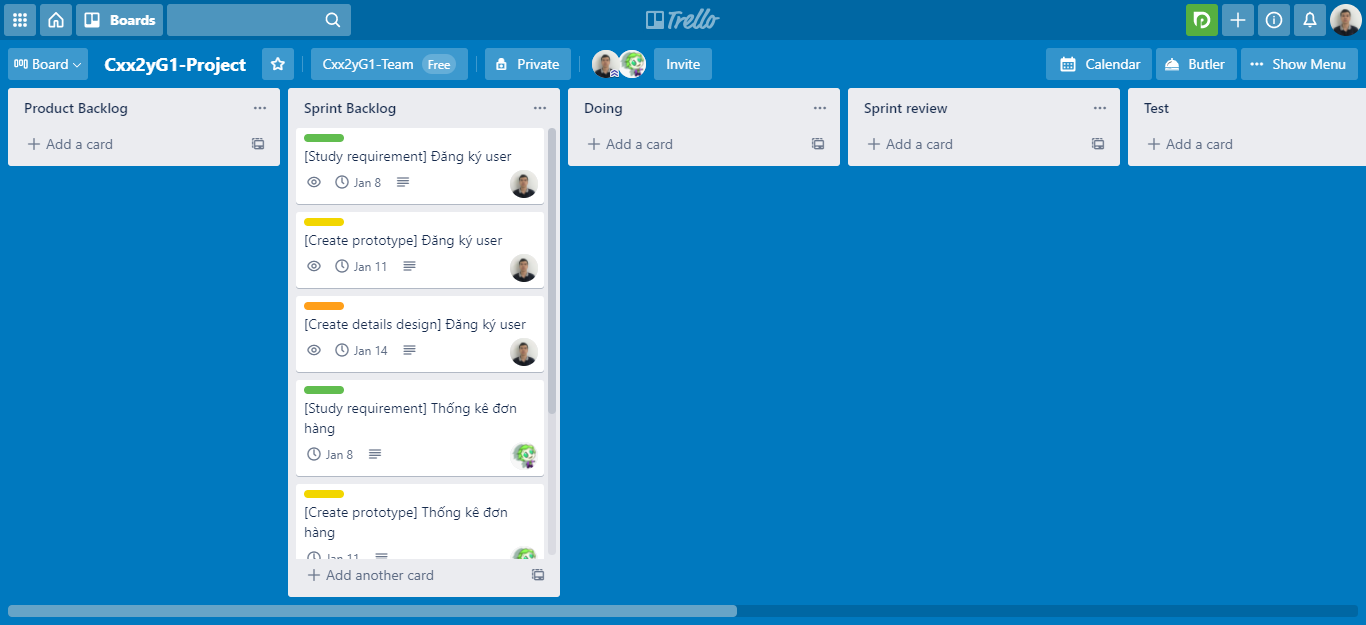 Boards
Trello
Board
Cxx2yG1-Project
Cxx2yG1-Team Free
Private
Invite
Calendar
Butler
Show Menu
Product Backlog
Add a card
Sprint Backlog
[Study requirement] Đăng ký user
Jan 8
[Create prototype] Đăng ký user
Jan 11
[Create details design] Đăng ký user
Jan 14
[Study requirement] Thống kê đơn
hàng
Jan 8
[Create prototype] Thống kê đơn
hàng
Jan 11
Add another card
Doing
Add a card
Sprint review
Add a card
Test
Add a card